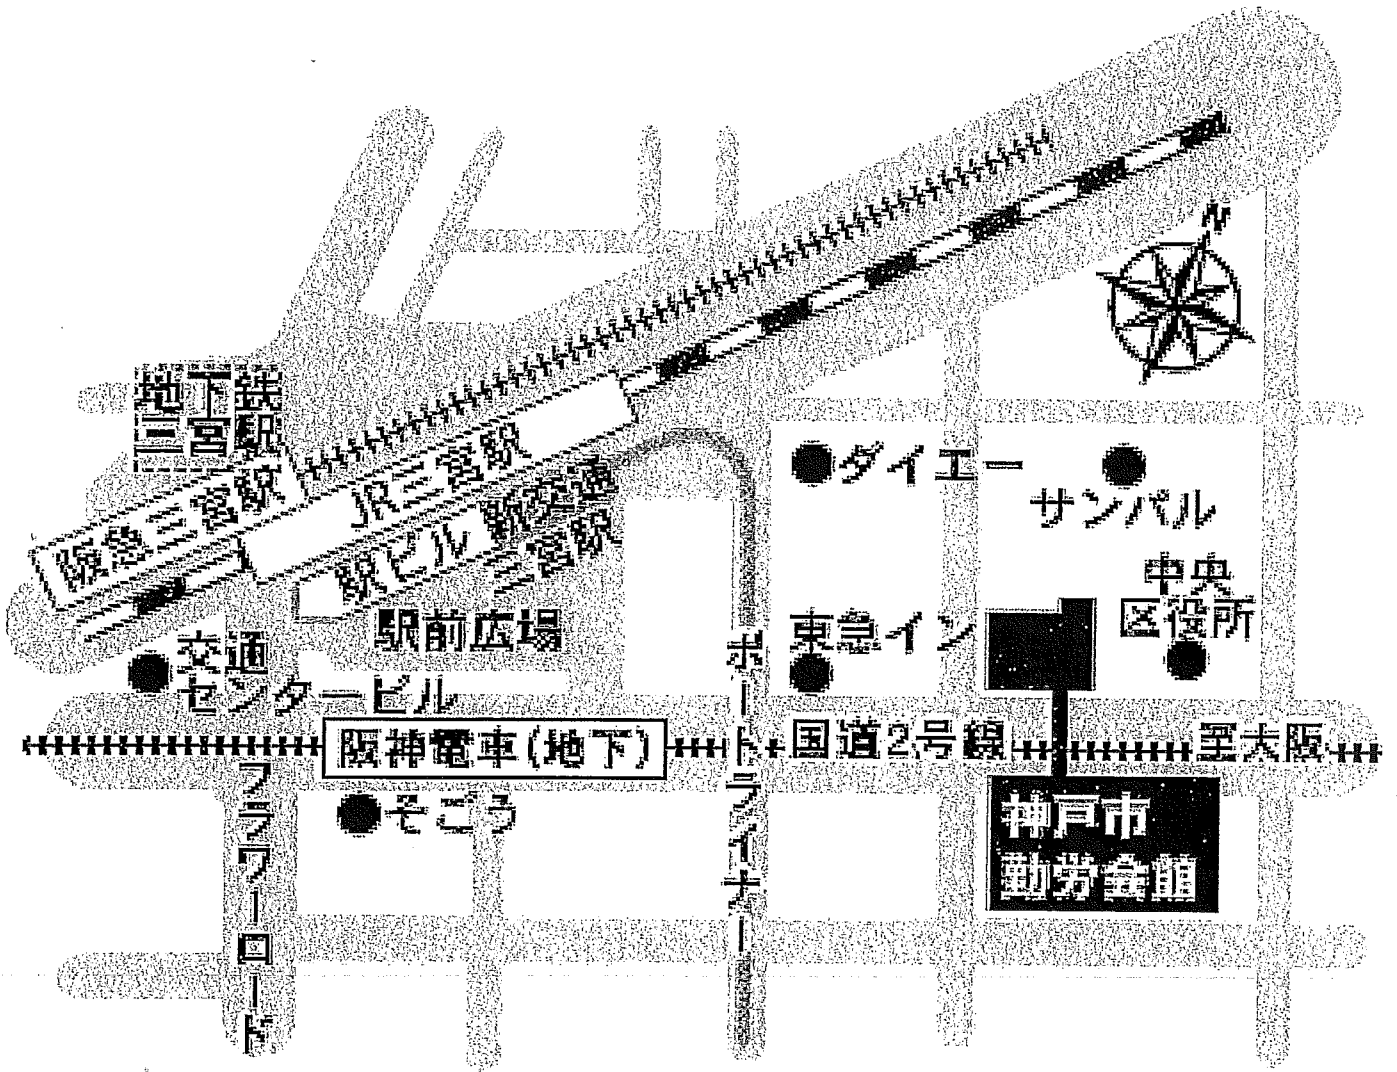 N
地下鉄
三宮駅
阪急三宮駅
JR三宮駅
駅ビル
新交通
三宮駅
駅前広場
ダイエー
サンパル
中央
区役所
東急イン
交通
センタービル
阪神電車(地下)
国道2号線
至大阪
そごう
フラワーロード
ポートライナー
神戸市
勤労会館